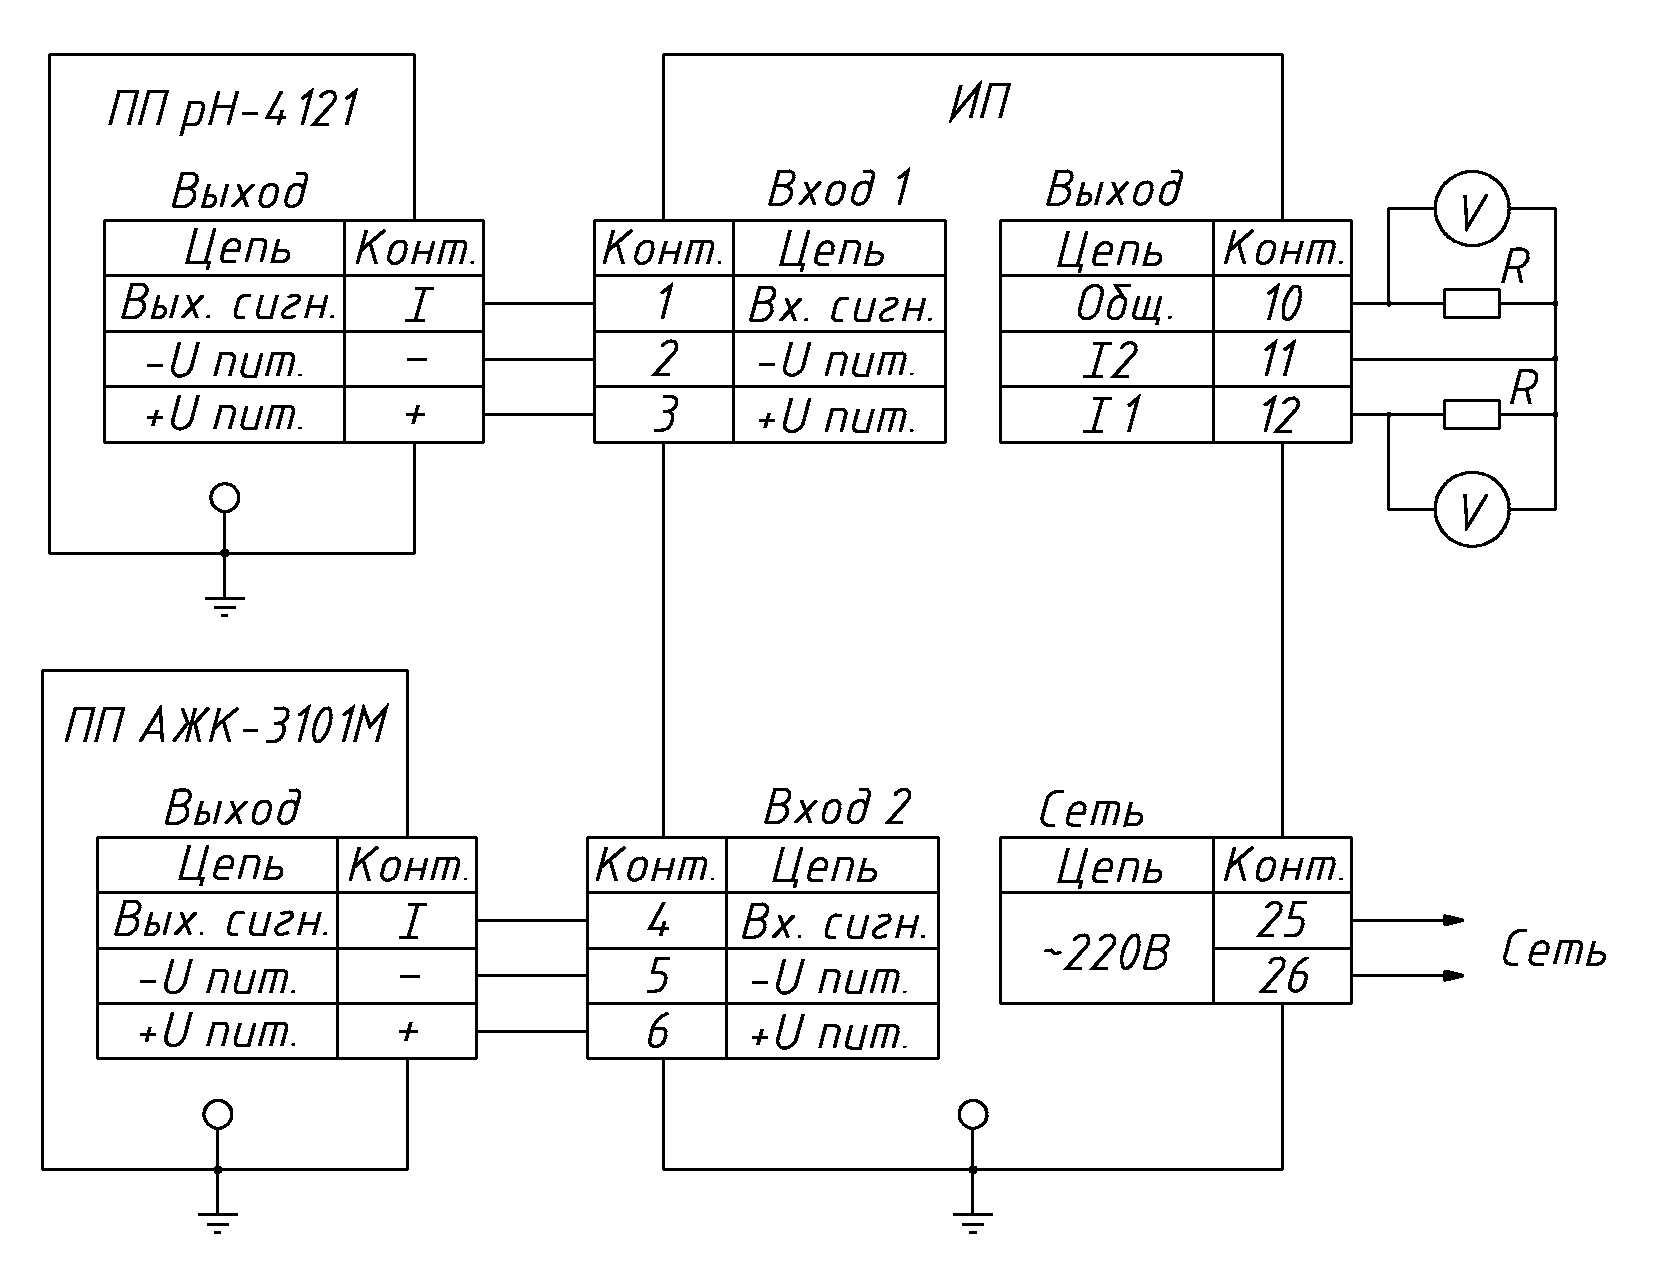 ПП рН-4121
Выход
Цепь Конт.
Вых. сигн. I
-U пит. -
+U пит. +
ИП
Вход 1
Конт. Цепь
1 Вх. сигн.
2 -U пит.
3 +U пит.
Выход
Цепь Конт.
Общ. 10
I2 11
I1 12
V
R
R
V
ПП АЖК-3101М
Выход
Цепь Конт.
Вых. сигн. I
-U пит. -
+U пит. +
Вход 2
Конт. Цепь
4 Вх. сигн.
5 -U пит.
6 +U пит.
Сеть
Цепь Конт.
~220В 25
26
Сеть